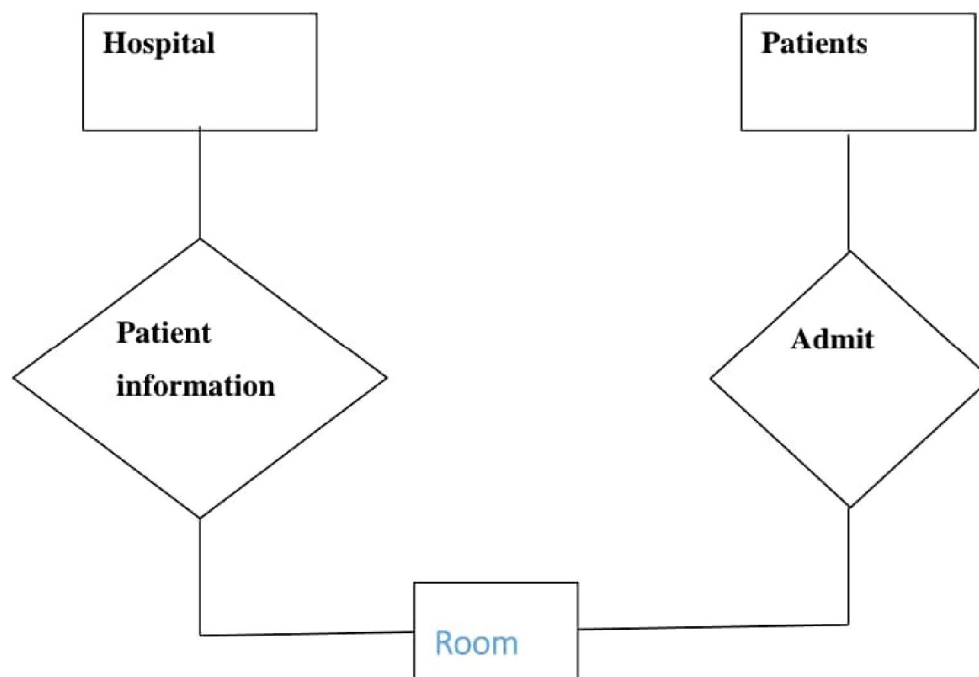 Hospital
Patients
Patient
information
Admit
Room